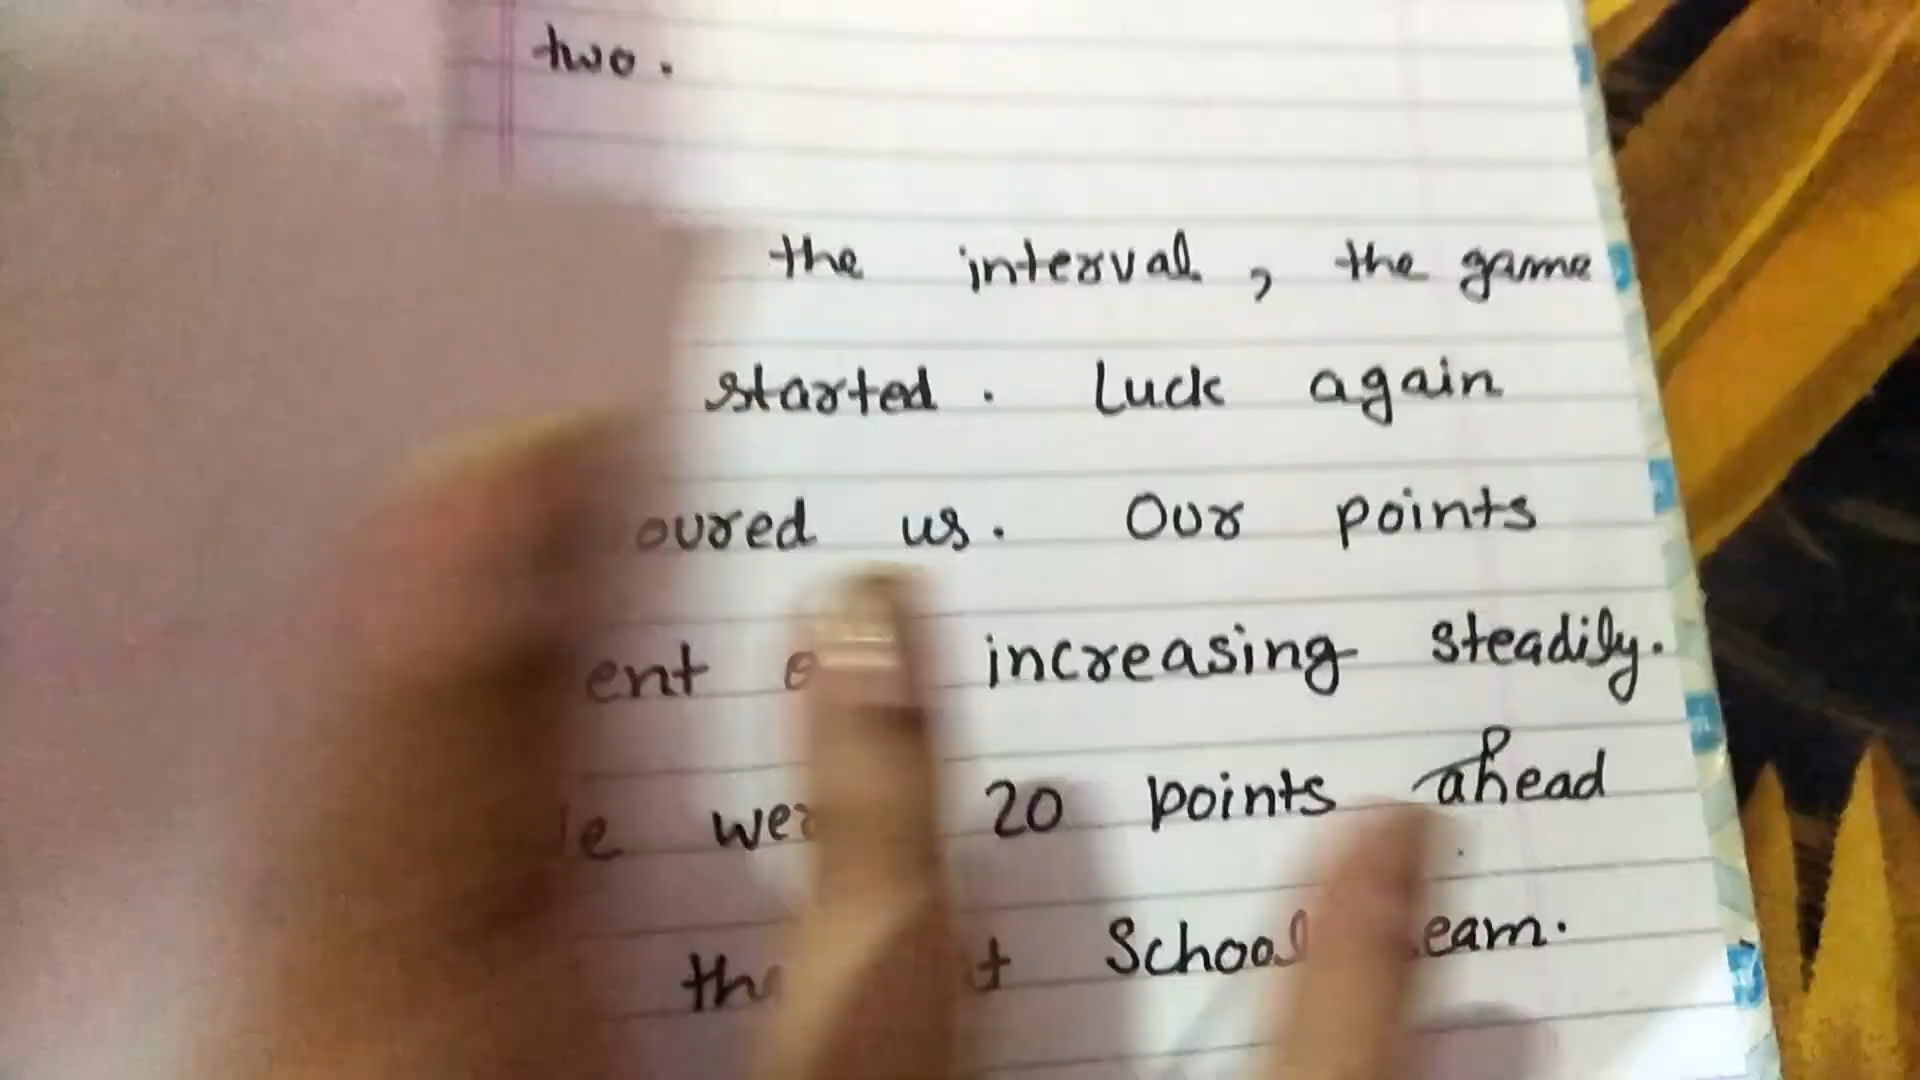 two.
the interval, the game
started. Luck again
oured us. Our points
ent increasing steadily.
20 points ahead
School